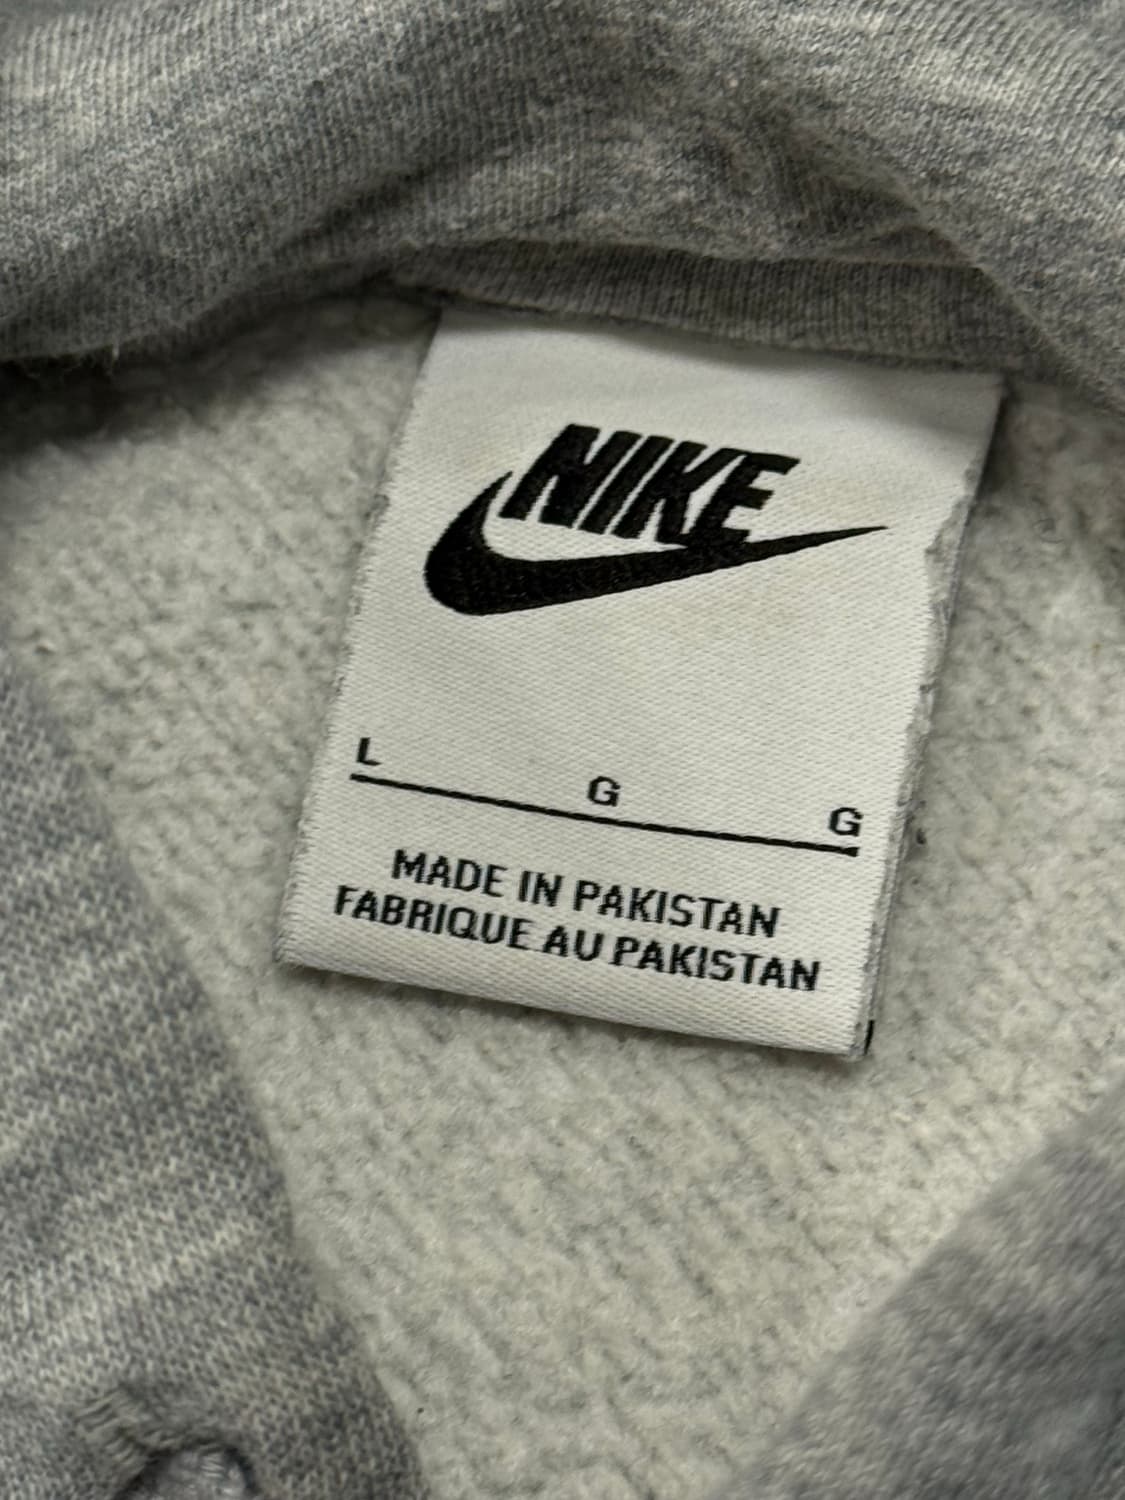 NIKE
L G G
MADE IN PAKISTAN
FABRIQUE AU PAKISTAN